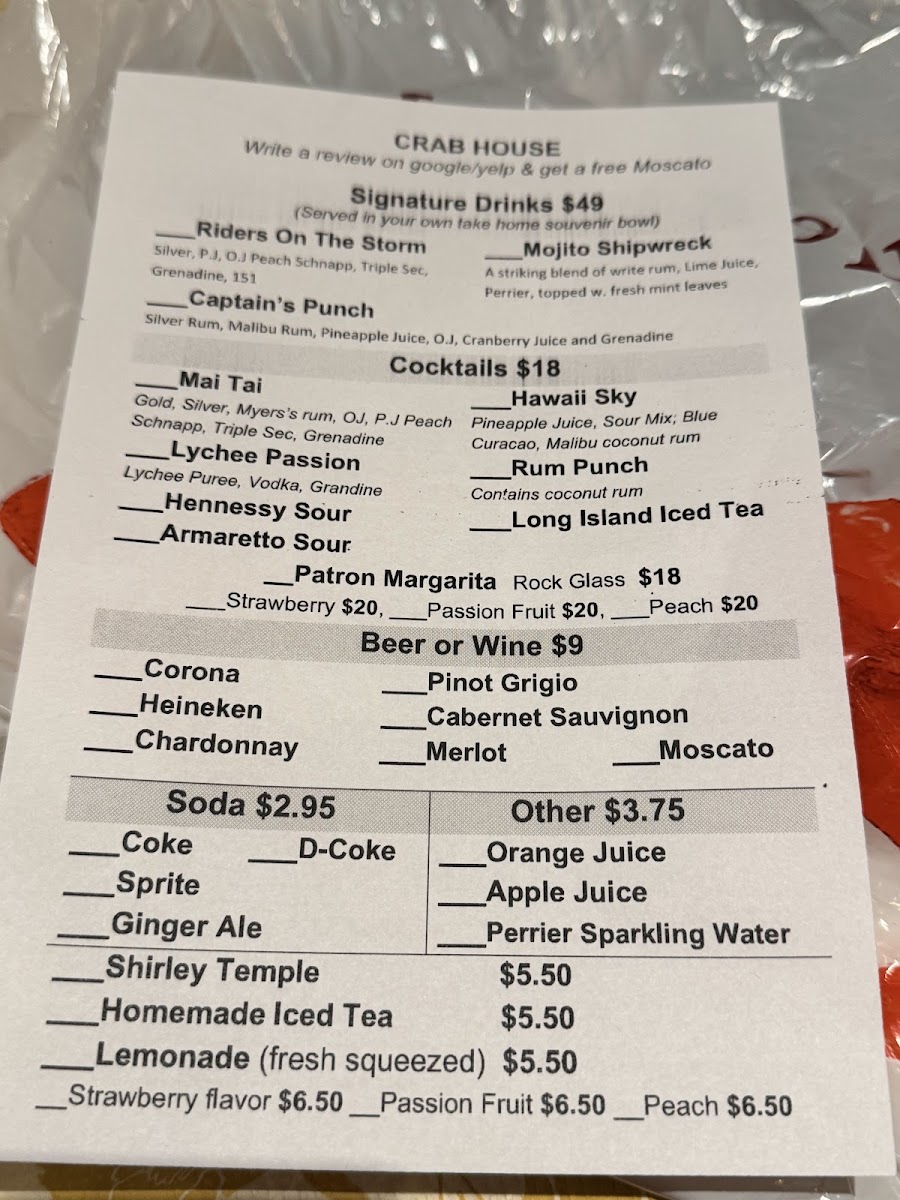 CRAB HOUSE
Write a review on google/yelp & get a free Moscato
Signature Drinks $49
(Served in your own take home souvenir bowl)
___Riders On The Storm
Silver, P.J, O.J Peach Schnapp, Triple Sec,
Grenadine, 151
___Mojito Shipwreck
A striking blend of write rum, Lime Juice,
Perrier, topped w. fresh mint leaves
___Captain's Punch
Silver Rum, Malibu Rum, Pineapple Juice, O.J, Cranberry Juice and Grenadine
Cocktails $18
___Mai Tai
Gold, Silver, Myers's rum, OJ, P.J Peach
Schnapp, Triple Sec, Grenadine
___Hawaii Sky
Pineapple Juice, Sour Mix, Blue
Curacao, Malibu coconut rum
___Lychee Passion
Lychee Puree, Vodka, Grandine
___Rum Punch
Contains coconut rum
___Hennessy Sour
___Long Island Iced Tea
___Armaretto Sour
__Patron Margarita Rock Glass $18
___Strawberry $20, ___Passion Fruit $20, ___Peach $20
Beer or Wine $9
___Corona
___Pinot Grigio
___Heineken
___Cabernet Sauvignon
___Chardonnay
___Merlot ___Moscato
Soda $2.95
___Coke ___D-Coke
___Sprite
___Ginger Ale
Other $3.75
___Orange Juice
___Apple Juice
___Perrier Sparkling Water
___Shirley Temple $5.50
___Homemade Iced Tea $5.50
___Lemonade (fresh squeezed) $5.50
__Strawberry flavor $6.50 __Passion Fruit $6.50 __Peach $6.50